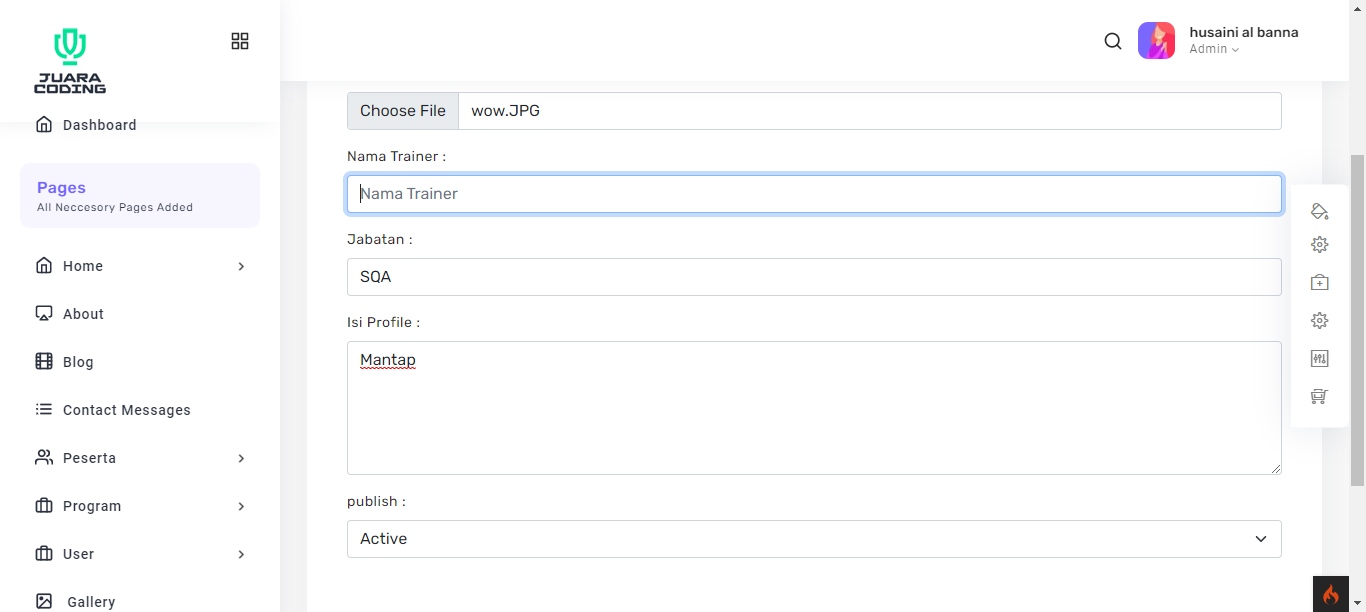 JUARA
CODING
husaini al banna
Admin
Dashboard
Pages
All Neccesory Pages Added
Home
About
Blog
Contact Messages
Peserta
Program
User
Gallery
Choose File wow.JPG
Nama Trainer :
Nama Trainer
Jabatan :
SQA
Isi Profile :
Mantap
publish :
Active